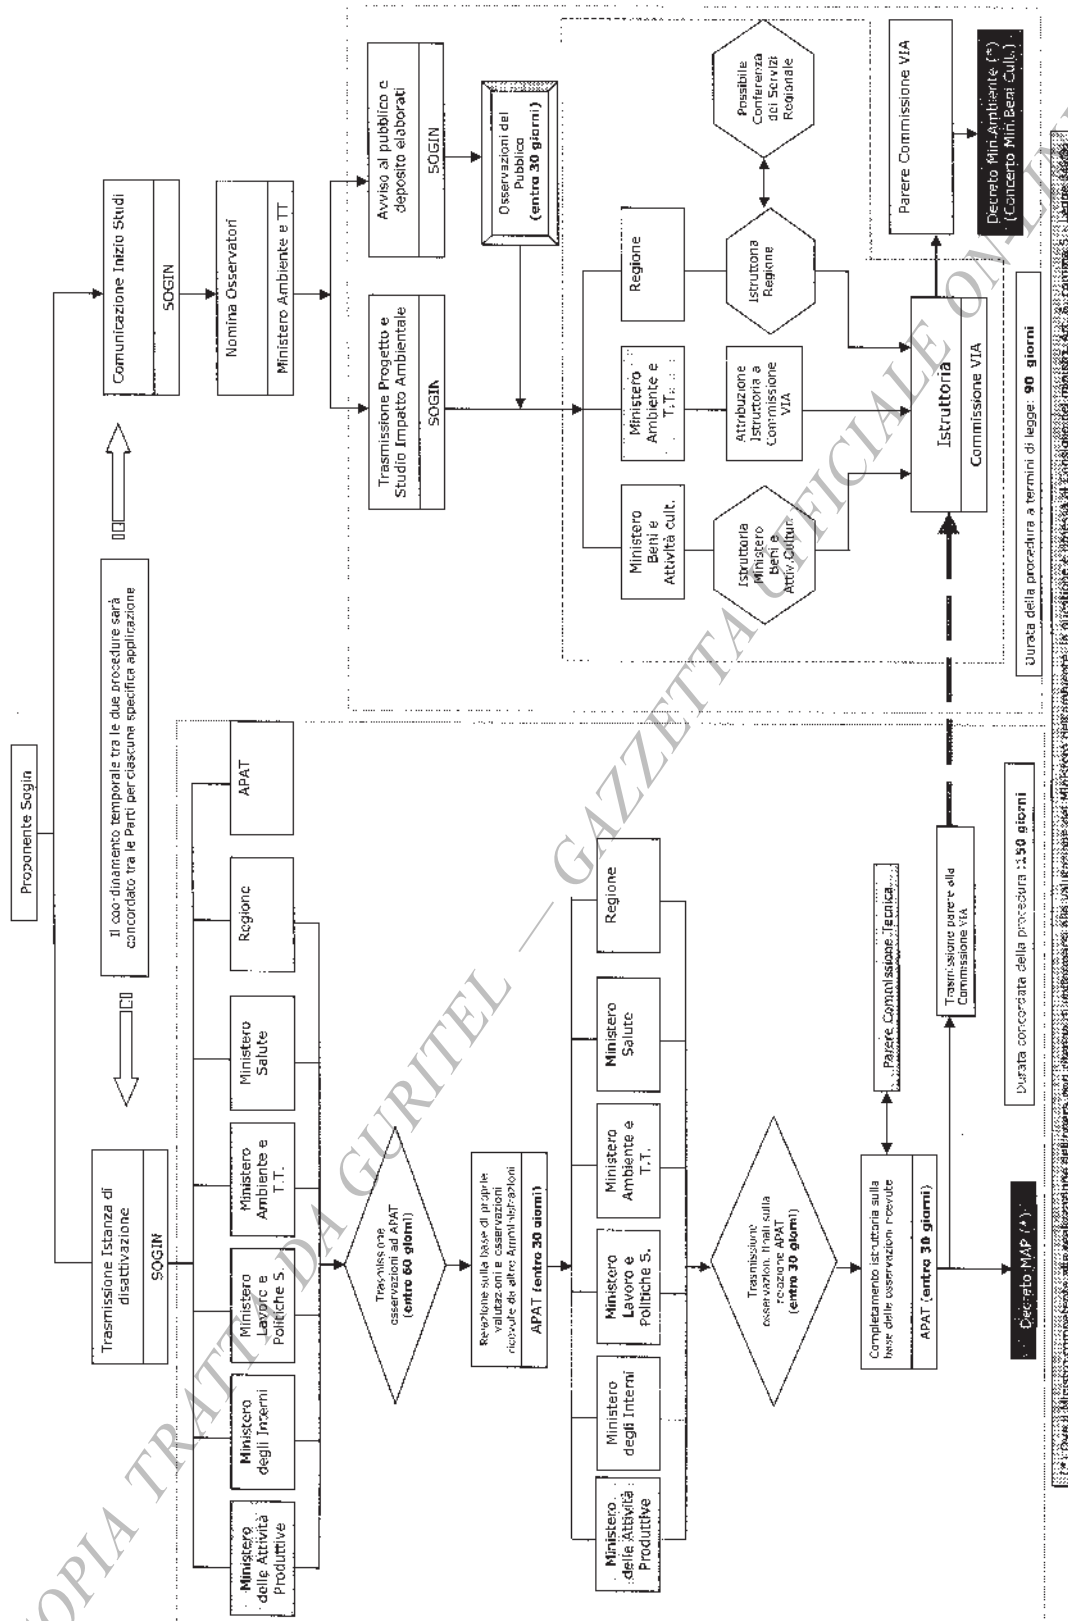 Proponente Sogin
Il coordinamento temporale tra le due procedure sarà
concordato tra le Parti per ciascuna specifica applicazione
Trasmissione Istanza di
disattivazione
SOGIN
Ministero
delle Attività
Produttive
Ministero
degli Interni
Ministero
Lavoro e
Politiche S.
Ministero
Ambiente e
T.T.
Ministero
Salute
Regione
APAT
Trasmissione
osservazioni ad APAT
(entro 60 giorni)
Relazione sulla base di proprie
valutazioni e osservazioni
ricevute da altre Amministrazioni
APAT (entro 30 giorni)
Ministero
delle Attività
Produttive
Ministero
degli Interni
Ministero
Lavoro e
Politiche S.
Ministero
Ambiente e
T.T.
Ministero
Salute
Regione
Trasmissione
osservazioni finali sulla
relazione APAT
(entro 30 giorni)
Completamento istruttoria sulla
base delle osservazioni ricevute
APAT (entro 30 giorni)
Parere Commissione Tecnica
Trasmissione parere alla
Commissione VIA
Decreto MAP (*)
Durata concordata della procedura :150 giorni
Comunicazione Inizio Studi
SOGIN
Nomina Osservatori
Ministero Ambiente e TT
Trasmissione Progetto e
Studio Impatto Ambientale
SOGIN
Avviso al pubblico e
deposito elaborati
SOGIN
Osservazioni del
Pubblico
(entro 30 giorni)
Ministero
Beni e
Attività cult.
Ministero
Ambiente e
T.T.
Regione
Istruttoria
Ministero
Beni e
Attiv.Culturi
Attribuzione
Istruttoria a
Commissione
VIA
Istruttoria
Regione
Possibile
Conferenza
dei Servizi
Regionale
Istruttoria
Commissione VIA
Parere Commissione VIA
Decreto Min.Ambiente (*)
(Concerto Min.Beni Cult.)
Durata della procedura a termini di legge: 90 giorni
COPIA TRATTA DA GURITEL — GAZZETTA UFFICIALE ON-LINE